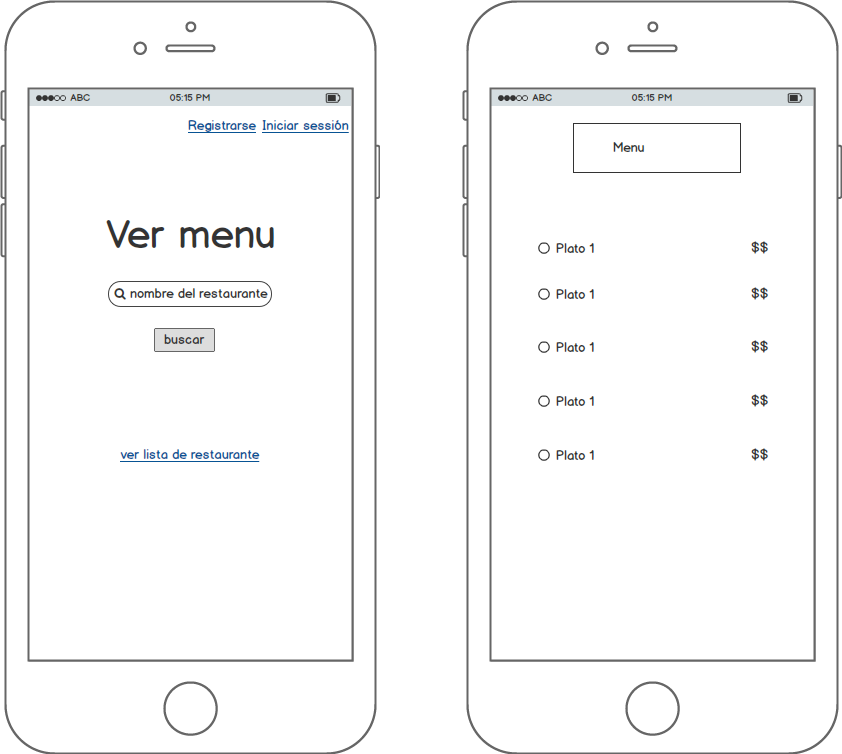 ABC 05:15 PM
Registrarse Iniciar sessión
Ver menu
nombre del restaurante
buscar
ver lista de restaurante
ABC 05:15 PM
Menu
Plato 1 $$
Plato 1 $$
Plato 1 $$
Plato 1 $$
Plato 1 $$